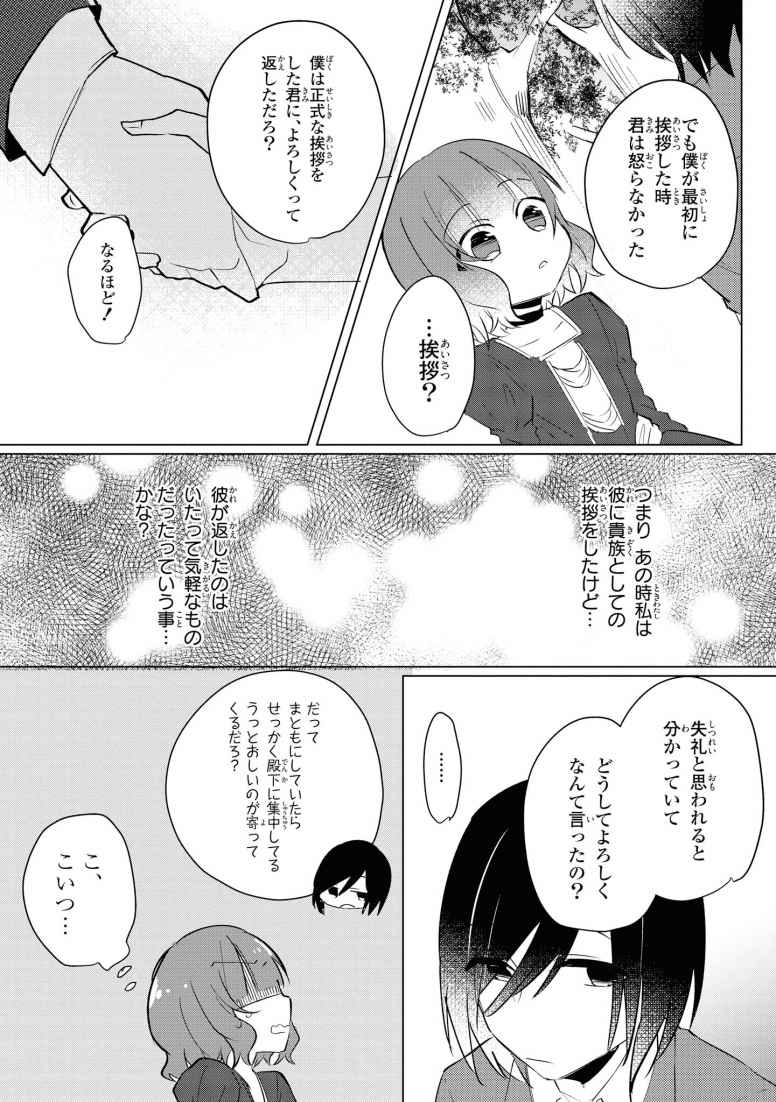 でも僕が最初に
挨拶した時
君は怒らなかった
…挨拶?
僕は正式な挨拶を
した君に、よろしくって
返しただろ?
なるほど!
つまり あの時私は
彼に貴族としての
挨拶をしたけど…
彼が返したのは
いたって気軽なもの
だったっていう事…
かな?
失礼と思われると
分かっていて
どうしてよろしく
なんて言ったの?
……
だって
まともにしていたら
せっかく殿下に集中してる
うっとおしいのが寄って
くるだろ?
こ、
こいつ…